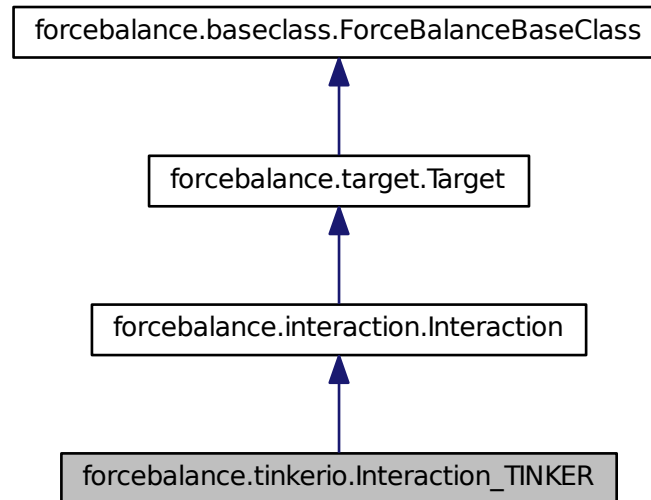 forcebalance.baseclass.ForceBalanceBaseClass
forcebalance.target.Target
forcebalance.interaction.Interaction
forcebalance.tinkerio.Interaction_TINKER